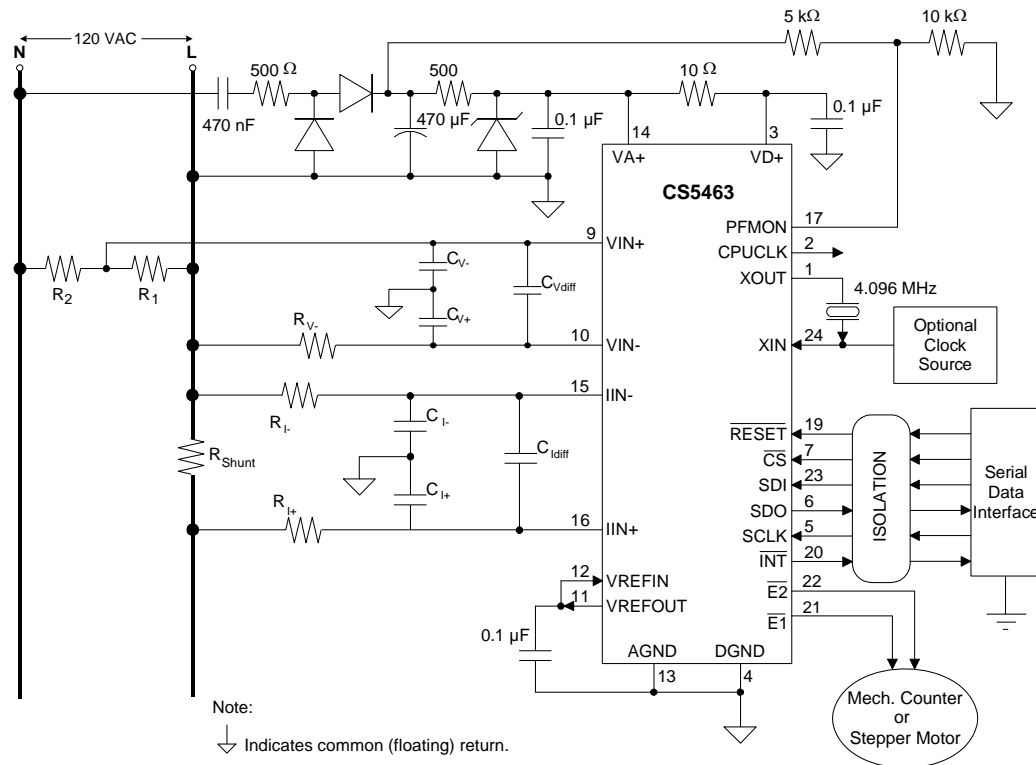 5 kΩ
10 kΩ
120 VAC
N
L
500 Ω
500
10 Ω
470 nF
470 µF
0.1 µF
0.1 µF
14
3
VA+
VD+
CS5463
9
VIN+
PFMON
17
CPUCLK
2
XOUT
1
4.096 MHz
R2
R1
CV-
CVdiff
CV+
RV-
10
VIN-
XIN
24
Optional
Clock
Source
15
IIN-
RI-
CI-
CIdiff
CI+
RShunt
RI+
16
IIN+
RESET
19
CS
7
SDI
23
SDO
6
SCLK
5
INT
20
E2
22
E1
21
ISOLATION
Serial
Data
Interface
12
VREFIN
11
VREFOUT
0.1 µF
AGND
DGND
13
4
Mech. Counter
or
Stepper Motor
Note:
Indicates common (floating) return.